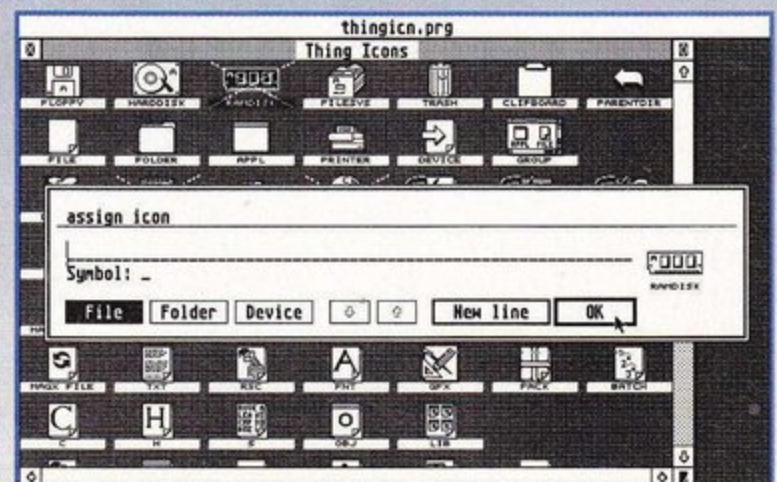 thingicn.prg
Thing Icons
FLOPPY HARDDISK RAMDISK FILESYS TRASH CLIPBOARD PARENTDIR
FILE FOLDER APPL PRINTER DEVICE GROUP
assign icon
Symbol: _
RAMDISK
File Folder Device New line OK
MAGX FILE TXT RSC FNT GFX PACK BATCH
C H S OBJ LIB